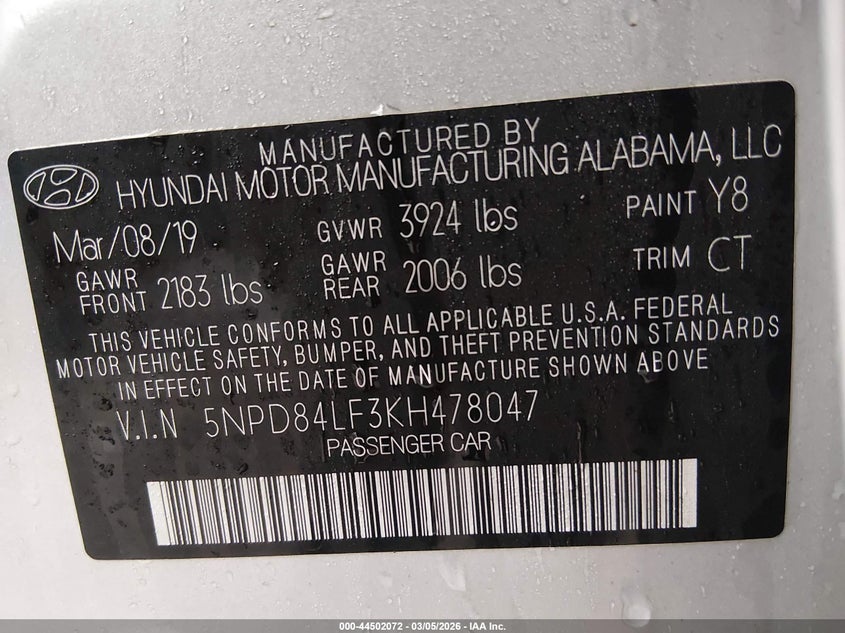 MANUFACTURED BY
HYUNDAI MOTOR MANUFACTURING ALABAMA, LLC
Mar/08/19 GVWR 3924 lbs PAINT Y8
GAWR FRONT 2183 lbs GAWR REAR 2006 lbs TRIM CT
THIS VEHICLE CONFORMS TO ALL APPLICABLE U.S.A. FEDERAL
MOTOR VEHICLE SAFETY, BUMPER, AND THEFT PREVENTION STANDARDS
IN EFFECT ON THE DATE OF MANUFACTURE SHOWN ABOVE
V.I.N 5NPD84LF3KH478047
PASSENGER CAR
000-44502072 - 03/05/2026 - IAA Inc.